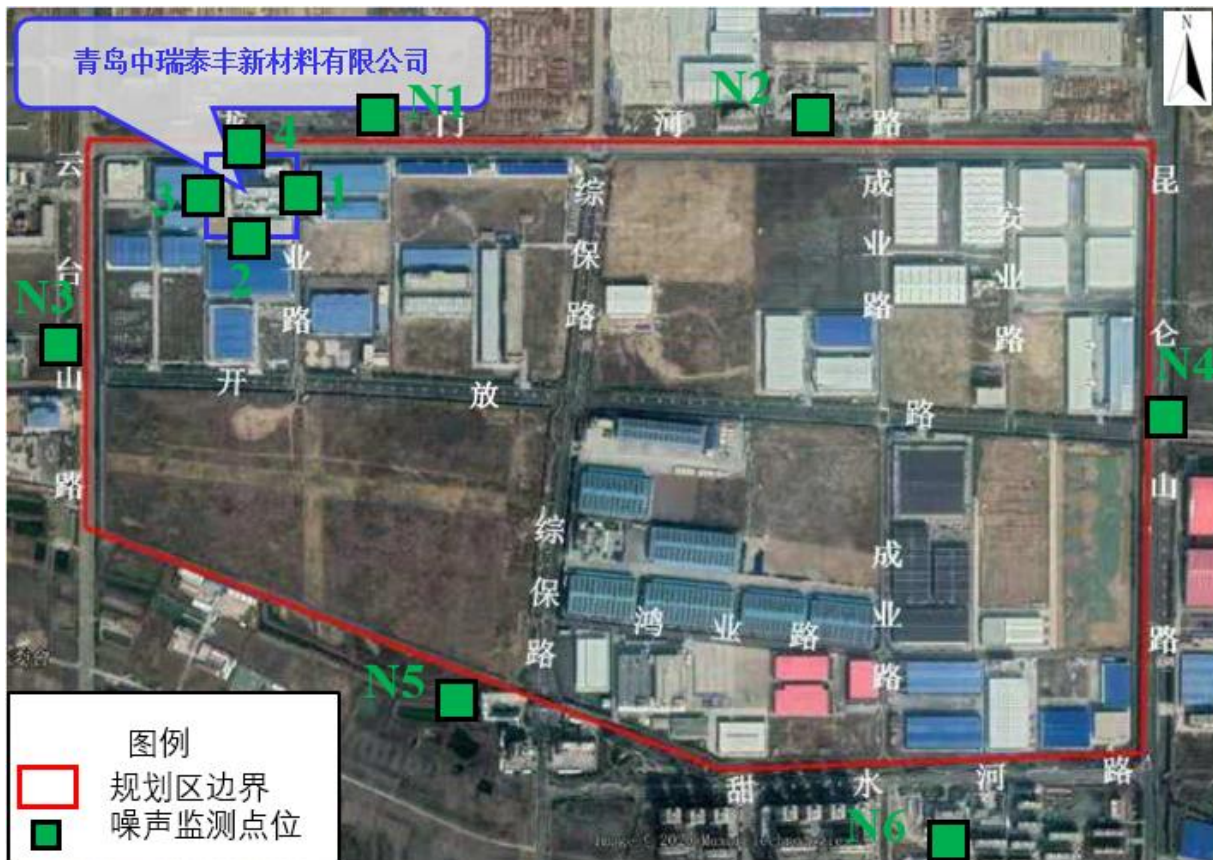 青岛中瑞泰丰新材料有限公司
N
N1
N2
龙门河路
4
3
1
2
业路
云台山路
N3
综保路
成业路
安业路
昆仑山路
N4
开放路
综保路
成业路
鸿业路
N5
甜水河路
N6
图例
规划区边界
噪声监测点位